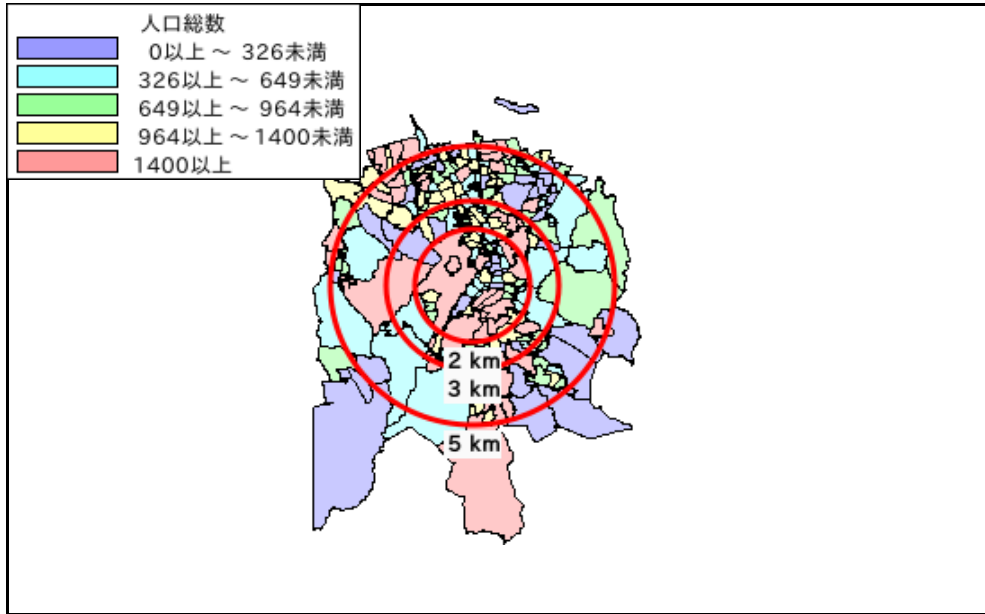 人口総数
0以上 〜 326未満
326以上 〜 649未満
649以上 〜 964未満
964以上 〜 1400未満
1400以上
2 km
3 km
5 km